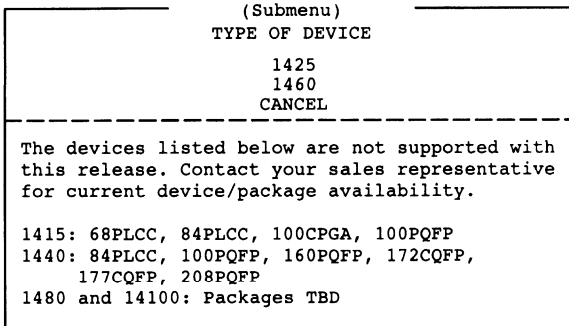 (Submenu)
TYPE OF DEVICE
1425
1460
CANCEL
The devices listed below are not supported with
this release. Contact your sales representative
for current device/package availability.
1415: 68PLCC, 84PLCC, 100CPGA, 100PQFP
1440: 84PLCC, 100PQFP, 160PQFP, 172CQFP,
177CQFP, 208PQFP
1480 and 14100: Packages TBD